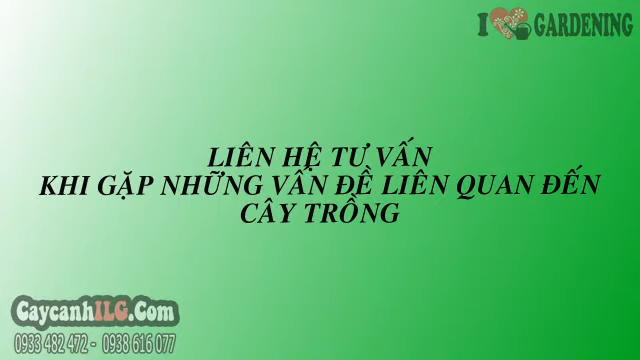 I GARDENING
LIÊN HỆ TƯ VẤN
KHI GẶP NHỮNG VẤN ĐỀ LIÊN QUAN ĐẾN
CÂY TRỒNG
CaycanhILG.Com
0933 482 472 - 0938 616 077